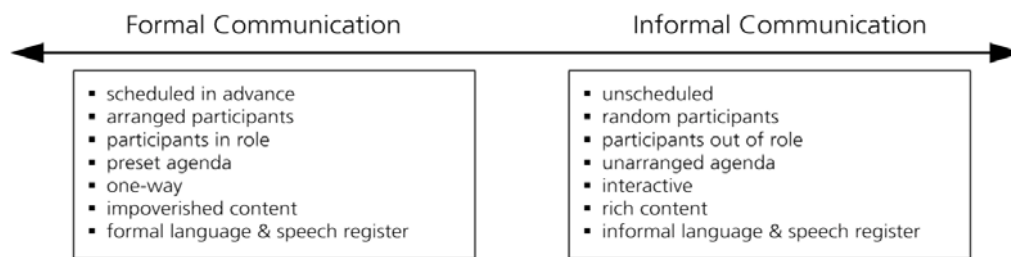 Formal Communication
Informal Communication
▪ scheduled in advance
▪ arranged participants
▪ participants in role
▪ preset agenda
▪ one-way
▪ impoverished content
▪ formal language & speech register
▪ unscheduled
▪ random participants
▪ participants out of role
▪ unarranged agenda
▪ interactive
▪ rich content
▪ informal language & speech register